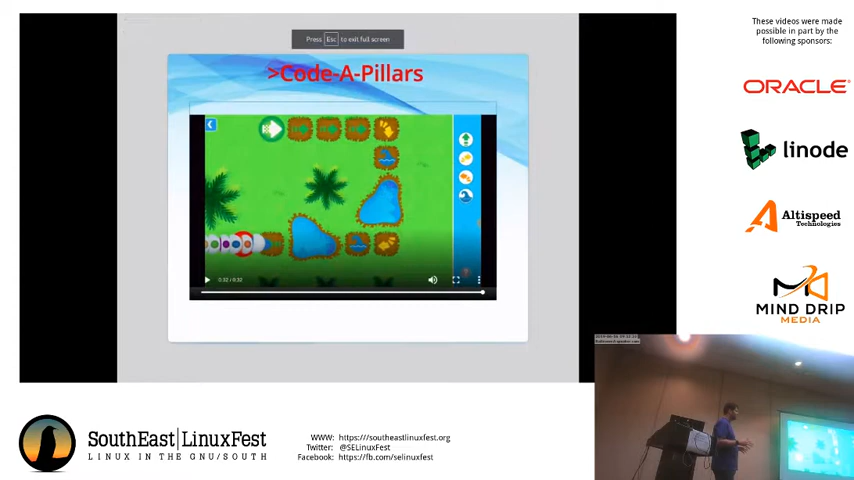 Press Esc to exit full screen
>Code-A-Pillars
0:32 / 0:32
These videos were made
possible in part by the
following sponsors:
ORACLE
linode
Altispeed
Technologies
MIND DRIP
MEDIA
SouthEast|LinuxFest
LINUX IN THE GNU/SOUTH
WWW: https:///southeastlinuxfest.org
Twitter: @SELinuxFest
Facebook: https://fb.com/selinuxfest